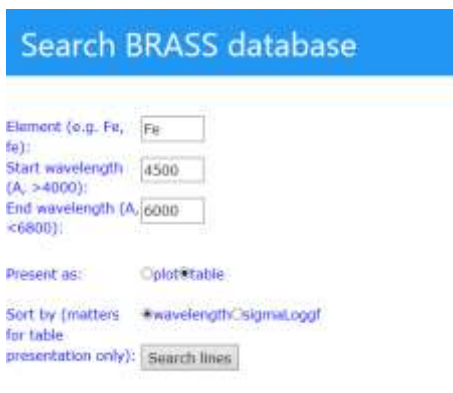 Search BRASS database
Element (e.g. Fe, Fe
fe):
Start wavelength 4500
(A, >4000):
End wavelength (A, 6000
<6800):
Present as: plot table
Sort by (matters wavelength sigmaLoggf
for table
presentation only): Search lines